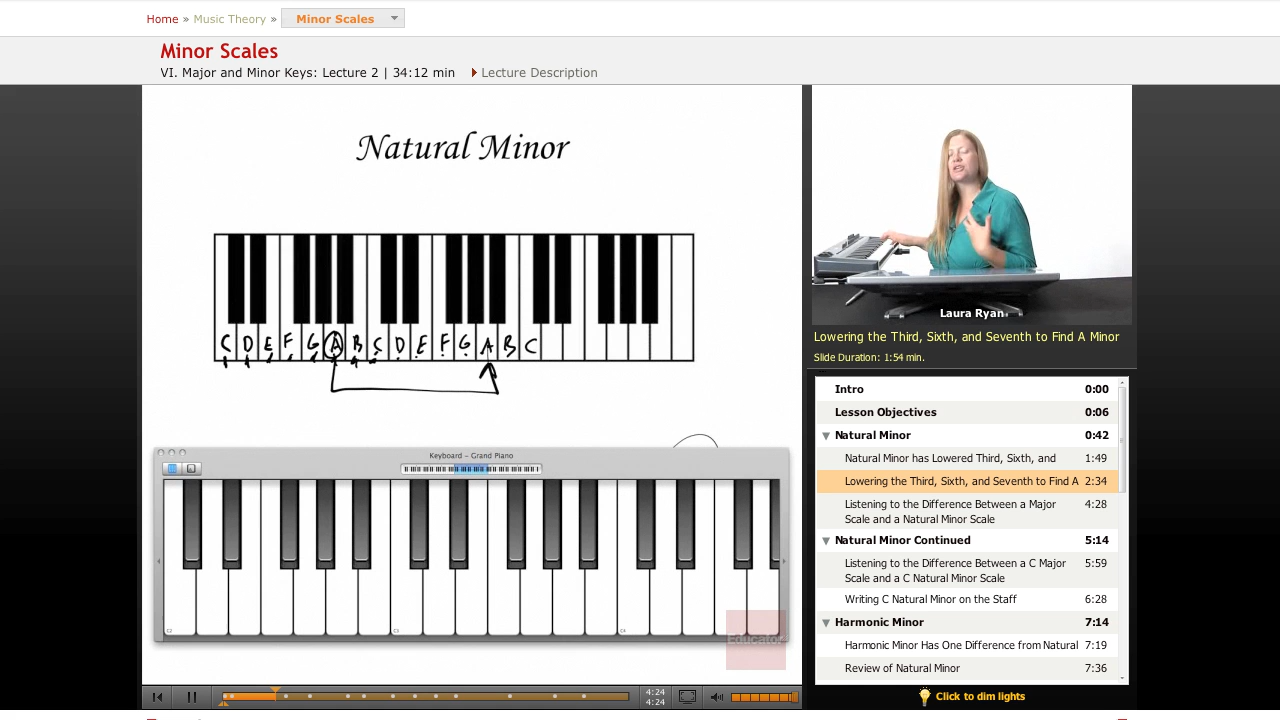 Home » Music Theory » Minor Scales
Minor Scales
VI. Major and Minor Keys: Lecture 2 | 34:12 min Lecture Description
Natural Minor
C D E F G A B C D E F G A B C
Keyboard – Grand Piano
C2 C3 C4
Educator
4:24
4:24
Laura Ryan
Lowering the Third, Sixth, and Seventh to Find A Minor
Slide Duration: 1:54 min.
Intro 0:00
Lesson Objectives 0:06
Natural Minor 0:42
Natural Minor has Lowered Third, Sixth, and 1:49
Lowering the Third, Sixth, and Seventh to Find A 2:34
Listening to the Difference Between a Major 4:28
Scale and a Natural Minor Scale
Natural Minor Continued 5:14
Listening to the Difference Between a C Major 5:59
Scale and a C Natural Minor Scale
Writing C Natural Minor on the Staff 6:28
Harmonic Minor 7:14
Harmonic Minor Has One Difference from Natural 7:19
Review of Natural Minor 7:36
Click to dim lights